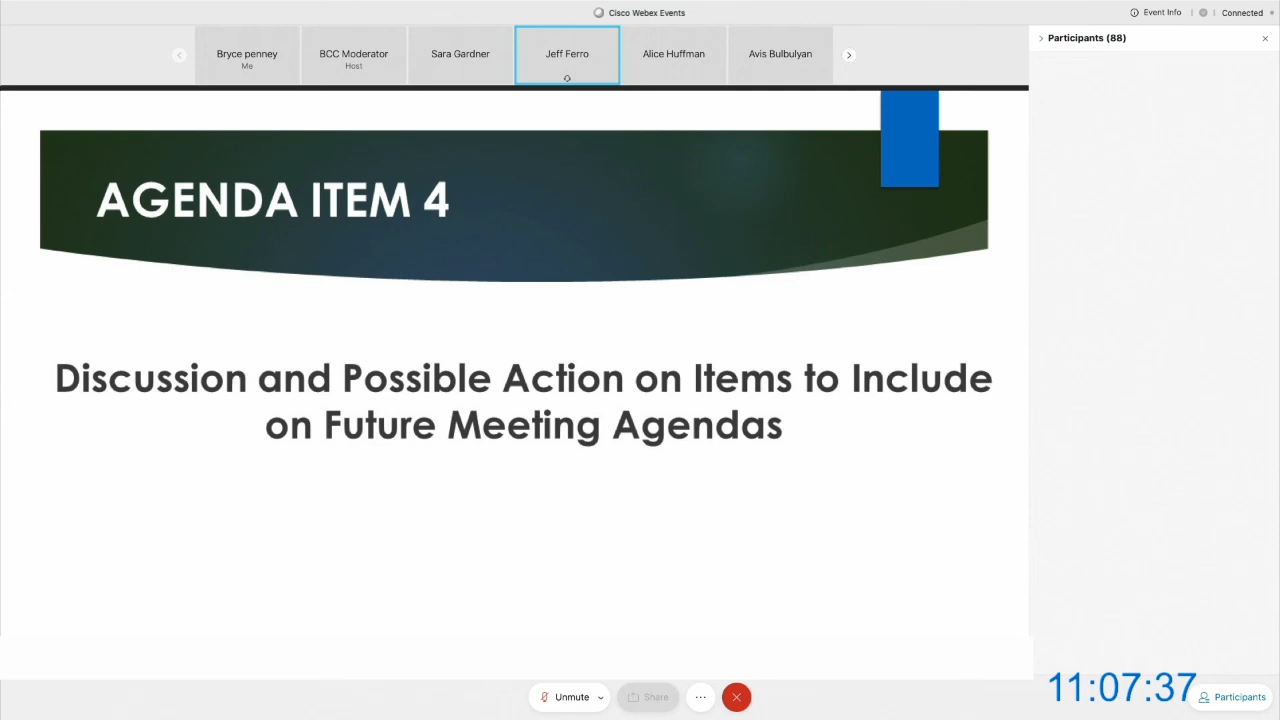 Cisco Webex Events
Event Info
Connected
Bryce penney
Me
BCC Moderator
Host
Sara Gardner
Jeff Ferro
Alice Huffman
Avis Bulbulyan
Participants (88)
AGENDA ITEM 4
Discussion and Possible Action on Items to Include
on Future Meeting Agendas
Unmute
Share
11:07:37
Participants